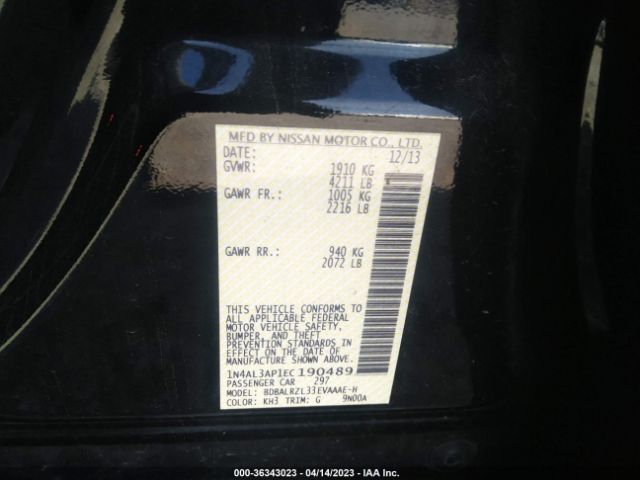 MFD BY NISSAN MOTOR CO., LTD.
DATE: 12/13
GVWR: 1910 KG
4211 LB
GAWR FR.: 1005 KG
2216 LB
GAWR RR.: 940 KG
2072 LB
THIS VEHICLE CONFORMS TO
ALL APPLICABLE FEDERAL
MOTOR VEHICLE SAFETY,
BUMPER, AND THEFT
PREVENTION STANDARDS IN
EFFECT ON THE DATE OF
MANUFACTURE SHOWN ABOVE.
1N4AL3AP1EC190489
PASSENGER CAR 297
MODEL: BDBALRZL33EVAAAE-H
COLOR: KH3 TRIM: G 9N00A
000-36343023 - 04/14/2023 - IAA Inc.